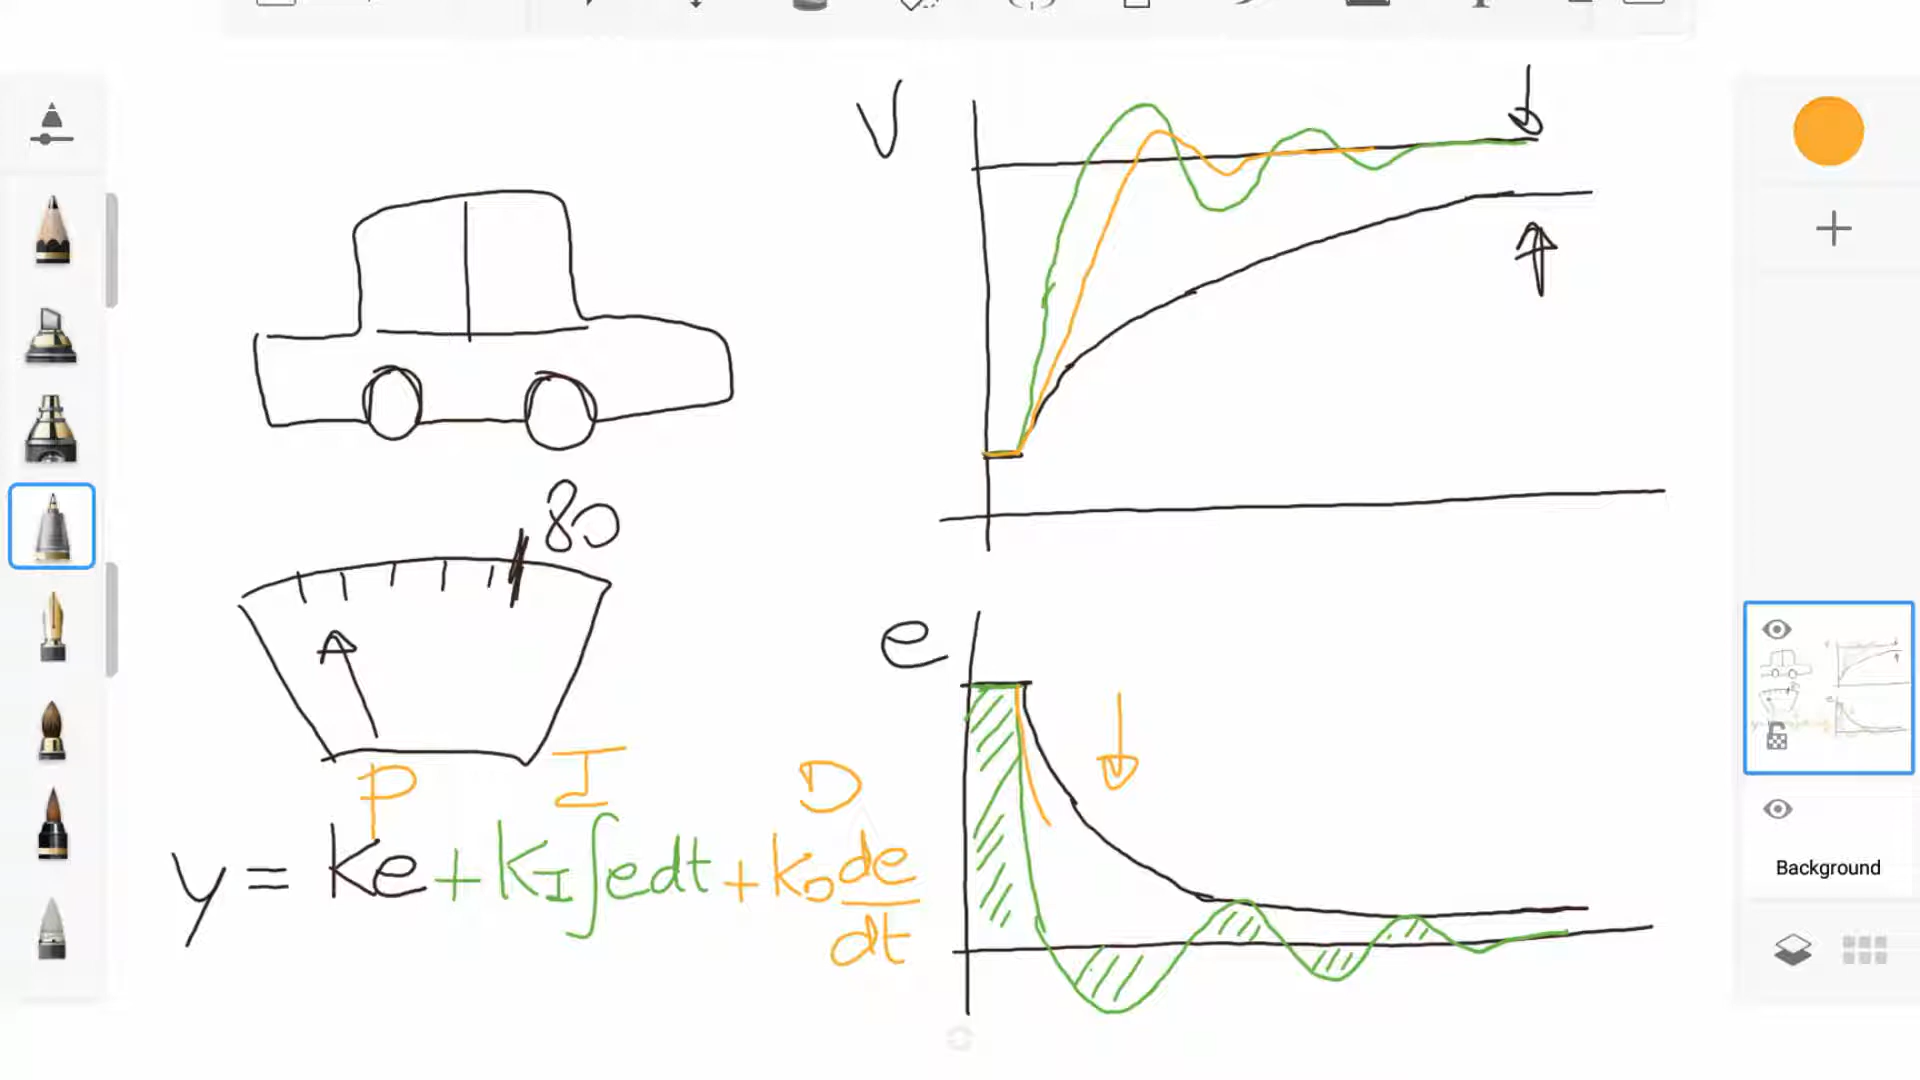 V
80
e
P I D
y = Ke + K_I ∫edt + K_D de/dt
Background